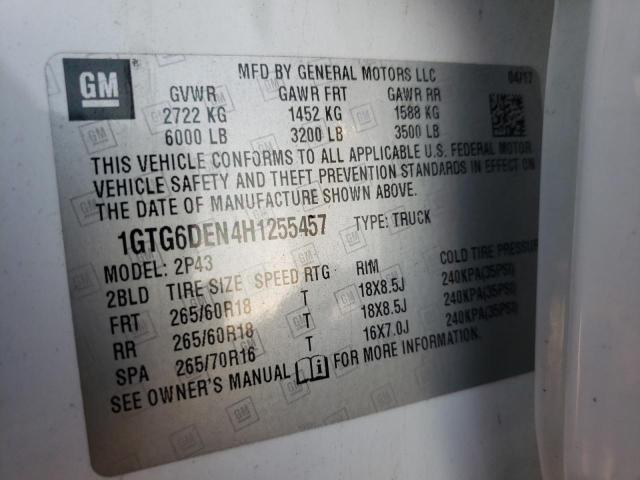 GM
MFD BY GENERAL MOTORS LLC 04/17
GVWR GAWR FRT GAWR RR
2722 KG 1452 KG 1588 KG
6000 LB 3200 LB 3500 LB
THIS VEHICLE CONFORMS TO ALL APPLICABLE U.S. FEDERAL MOTOR
VEHICLE SAFETY AND THEFT PREVENTION STANDARDS IN EFFECT ON
THE DATE OF MANUFACTURE SHOWN ABOVE.
1GTG6DEN4H1255457 TYPE: TRUCK
MODEL: 2P43
2BLD TIRE SIZE SPEED RTG RIM COLD TIRE
FRT 265/60R18 T 18X8.5J 240KPA(35PSI)
RR 265/60R18 T 18X8.5J 240KPA(35PSI)
SPA 265/70R16 T 16X7.0J 240KPA(35PSI)
SEE OWNER'S MANUAL FOR MORE INFORMATION.